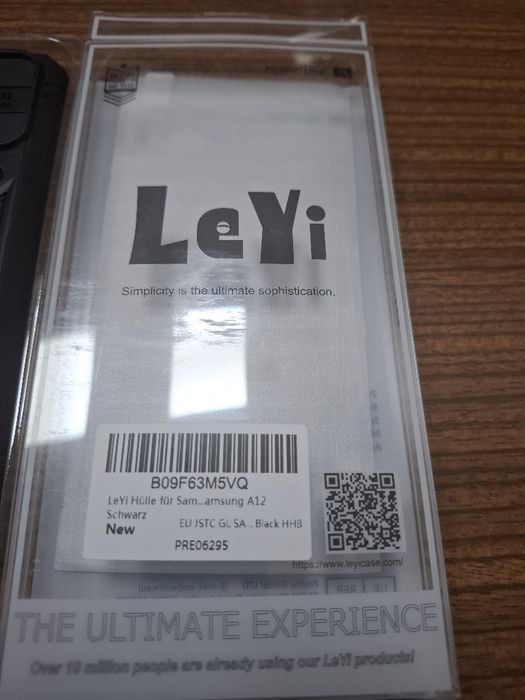 LeYi
Simplicity is the ultimate sophistication.
B09F63M5VQ
LeYi Hülle für Sam...amsung A12
Schwarz
New
EU JSTC GL SA... Black HHB
PRE06295
https://www.leyicase.com/
THE ULTIMATE EXPERIENCE
Over 10 million people are already using our LeYi products!